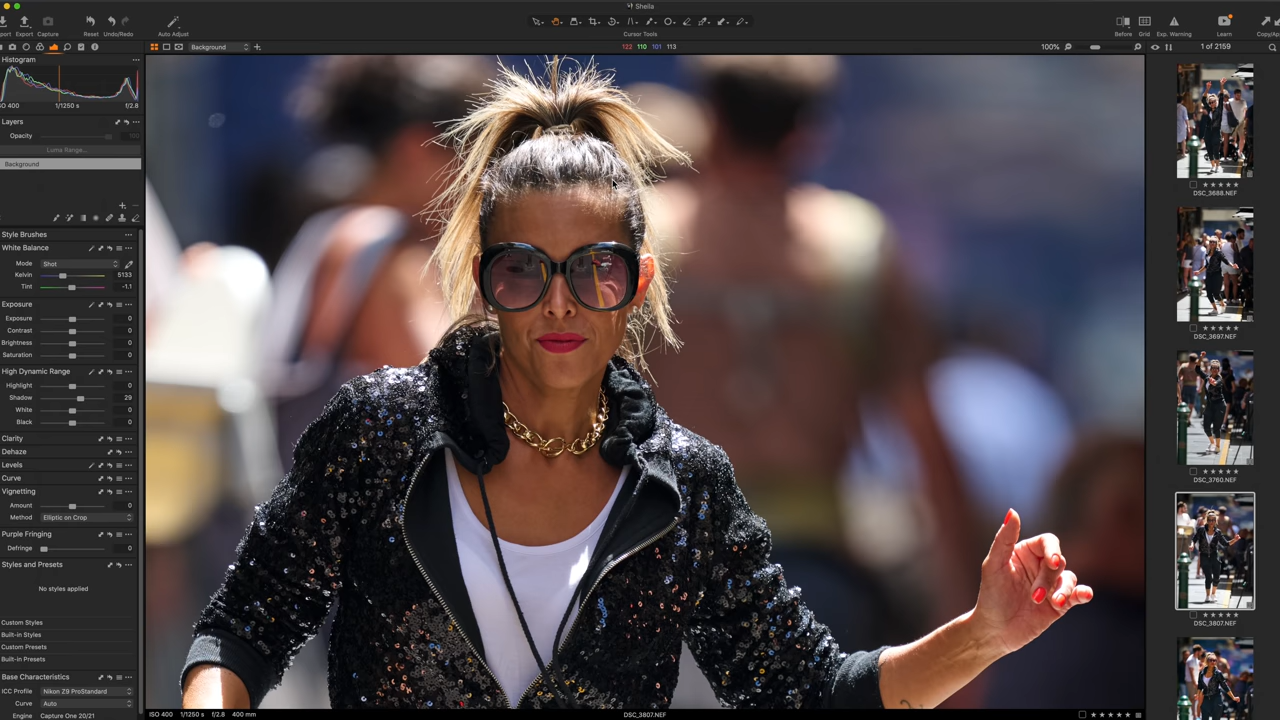 Sheila
Export
Capture
Reset
Undo/Redo
Auto Adjust
Cursor Tools
Before
Grid
Exp. Warning
Learn
Background
122 110 101 113
100%
1 of 2159
Histogram
ISO 400
1/1250 s
f/2.8
Layers
Opacity
Luma Range...
Background
Style Brushes
White Balance
Mode Shot
Kelvin 5133
Tint -1.1
Exposure
Exposure 0
Contrast 0
Brightness 0
Saturation 0
High Dynamic Range
Highlight 0
Shadow 29
White 0
Black 0
Clarity
Dehaze
Levels
Curve
Vignetting
Amount 0
Method Elliptic on Crop
Purple Fringing
Defringe 0
Styles and Presets
No styles applied
Custom Styles
Built-in Styles
Custom Presets
Built-in Presets
Base Characteristics
ICC Profile Nikon Z9 ProStandard
Curve Auto
Engine Capture One 20/21
ISO 400 1/1250 s f/2.8 400 mm
DSC_3807.NEF
DSC_3688.NEF
DSC_3697.NEF
DSC_3760.NEF
DSC_3807.NEF